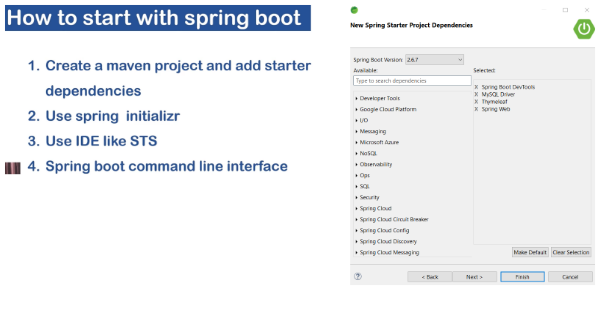 How to start with spring boot
1. Create a maven project and add starter
dependencies
2. Use spring initializr
3. Use IDE like STS
4. Spring boot command line interface
New Spring Starter Project Dependencies
Spring Boot Version: 2.6.7
Available:
Selected:
Type to search dependencies
Developer Tools
Google Cloud Platform
I/O
Messaging
Microsoft Azure
NoSQL
Observability
Ops
SQL
Security
Spring Cloud
Spring Cloud Circuit Breaker
Spring Cloud Config
Spring Cloud Discovery
Spring Cloud Messaging
X Spring Boot DevTools
X MySQL Driver
X Thymeleaf
X Spring Web
Make Default Clear Selection
? < Back Next > Finish Cancel